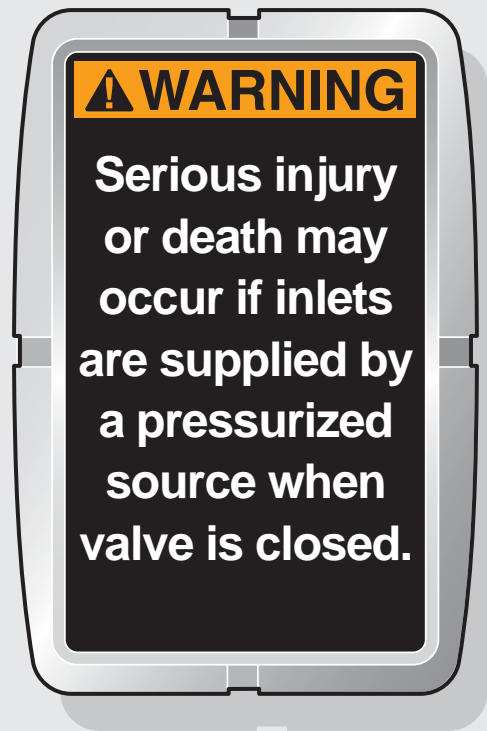 WARNING
Serious injury
or death may
occur if inlets
are supplied by
a pressurized
source when
valve is closed.